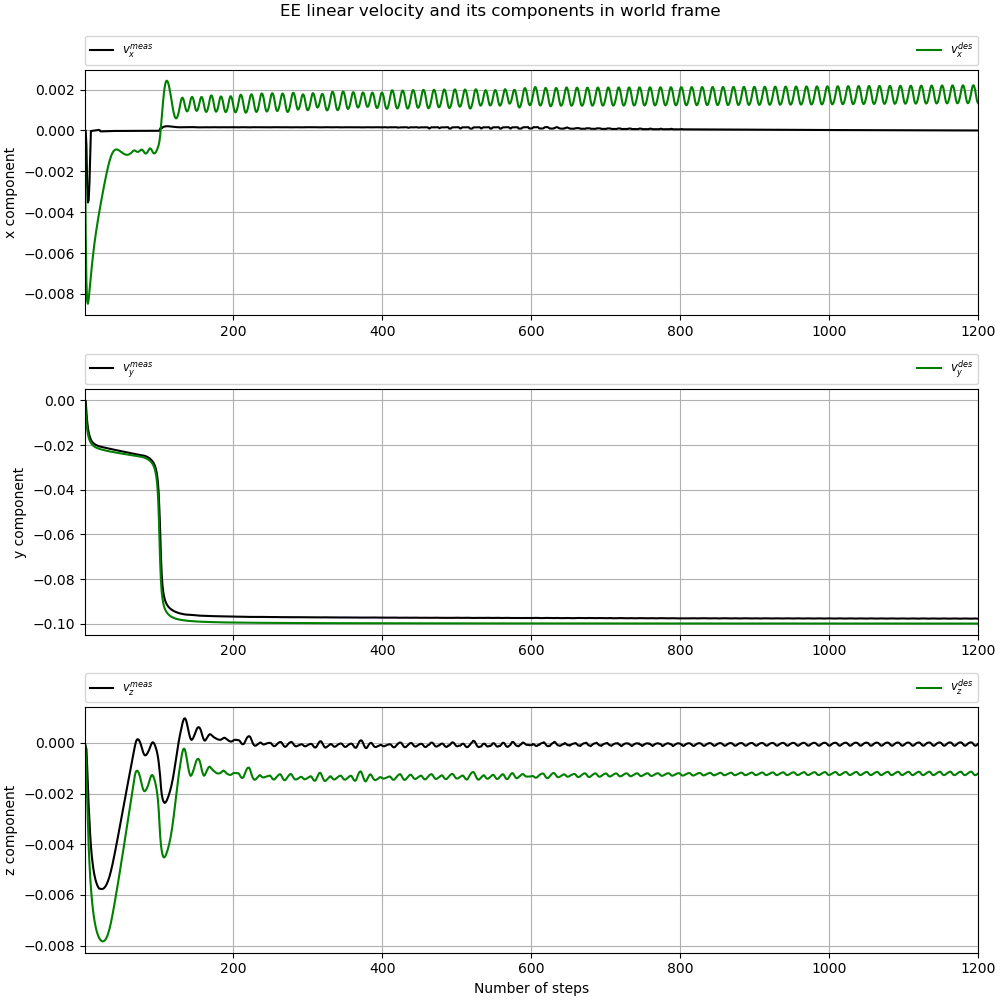 EE linear velocity and its components in world frame
v_x^{meas} v_x^{des}
0.002
0.000
−0.002
−0.004
−0.006
−0.008
x component
200 400 600 800 1000 1200
v_y^{meas} v_y^{des}
0.00
−0.02
−0.04
−0.06
−0.08
−0.10
y component
200 400 600 800 1000 1200
v_z^{meas} v_z^{des}
0.000
−0.002
−0.004
−0.006
−0.008
z component
200 400 600 800 1000 1200
Number of steps